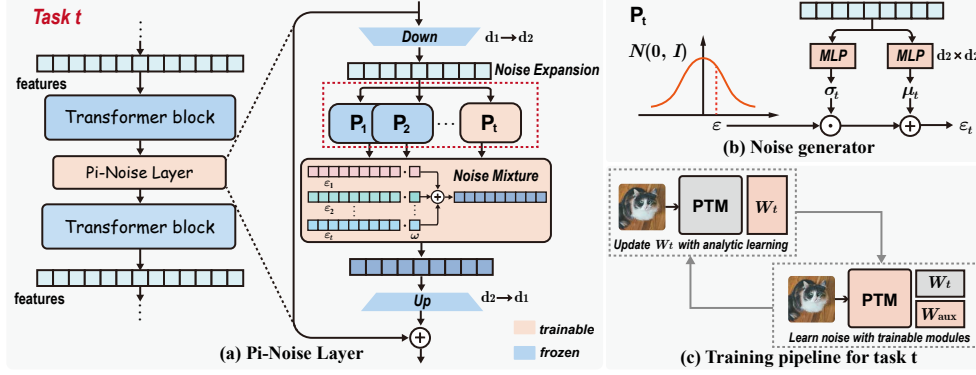 Task t
features
Transformer block
Pi-Noise Layer
Transformer block
features
Down
d1→d2
Noise Expansion
P1 P2 ... Pt
Noise Mixture
ε1
ε2
εt
ω
Up
d2→d1
trainable
frozen
(a) Pi-Noise Layer
Pt
N(0, I)
MLP MLP d2×d2
σt μt
ε εt
(b) Noise generator
PTM Wt
Update Wt with analytic learning
PTM Wt
Waux
Learn noise with trainable modules
(c) Training pipeline for task t